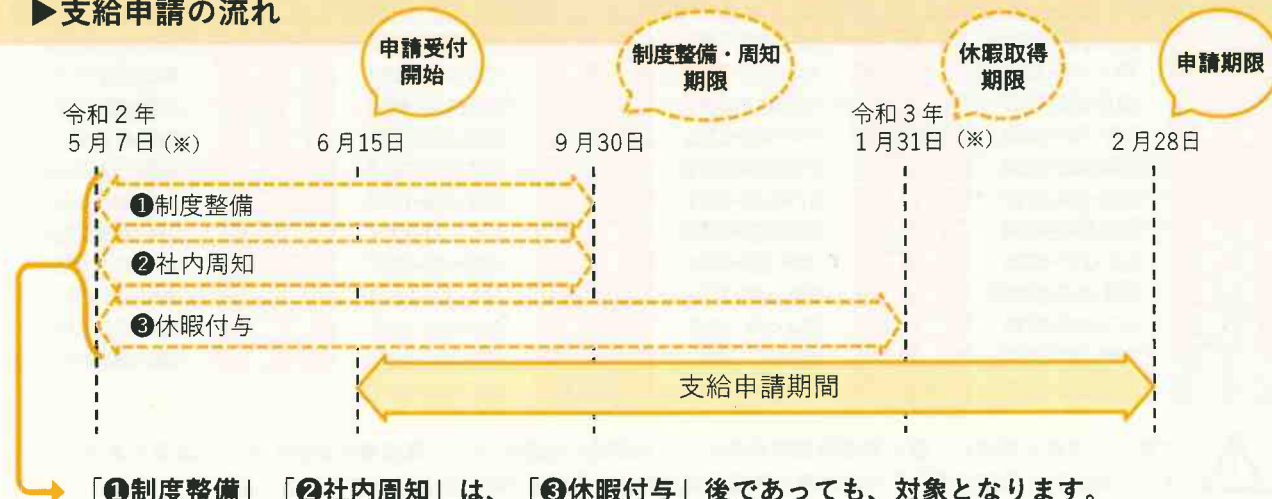 ▶支給申請の流れ
申請受付
開始
制度整備・周知
期限
休暇取得
期限
申請期限
令和２年
５月７日(※)
６月15日
９月30日
令和３年
１月31日(※)
２月28日
❶制度整備
❷社内周知
❸休暇付与
支給申請期間
「❶制度整備」「❷社内周知」は、「❸休暇付与」後であっても、対象となります。